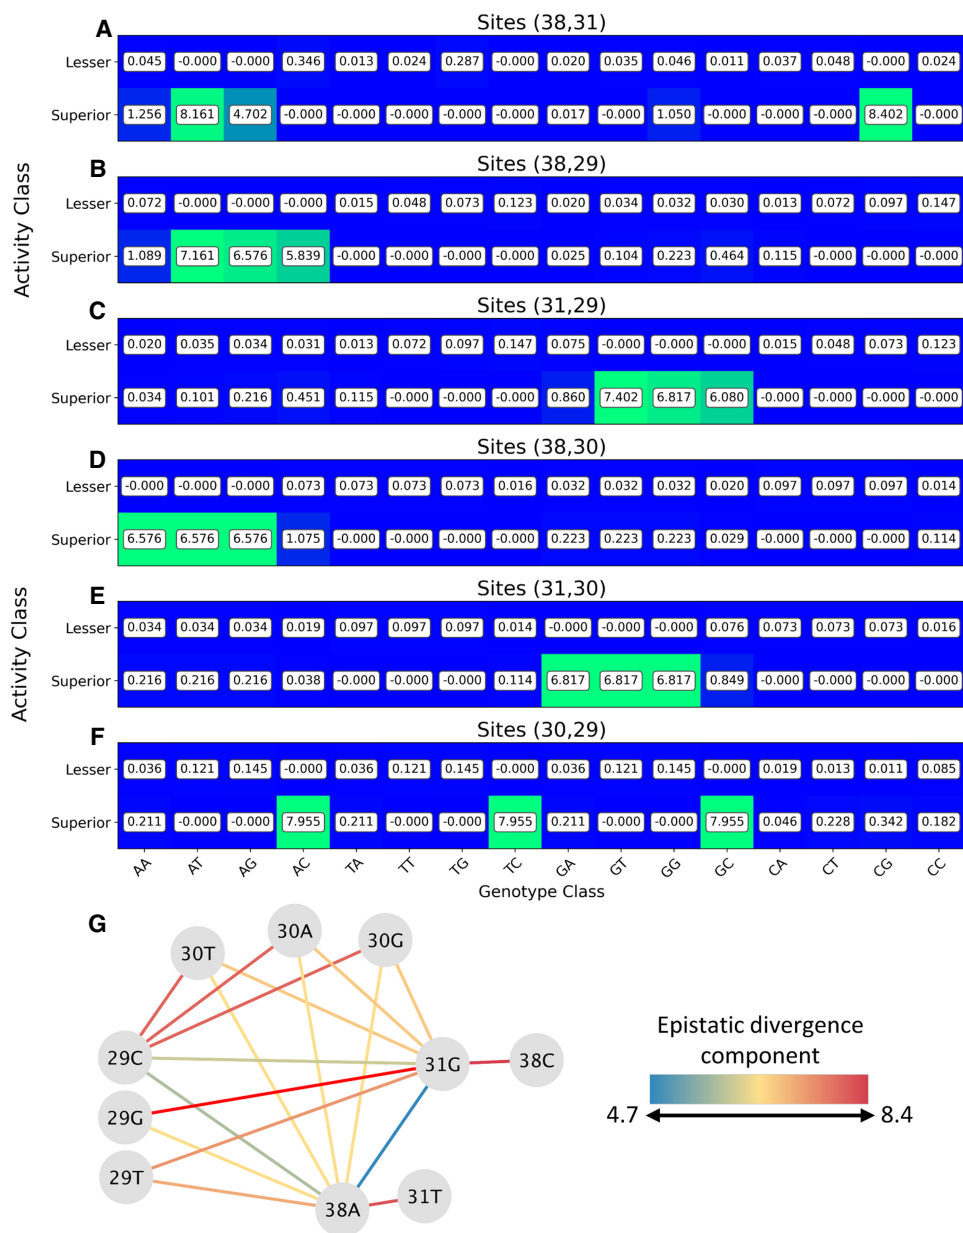 A
Sites (38,31)
Lesser 0.045 -0.000 -0.000 0.346 0.013 0.024 0.287 -0.000 0.020 0.035 0.046 0.011 0.037 0.048 -0.000 0.024
Superior 1.256 8.161 4.702 -0.000 -0.000 -0.000 -0.000 -0.000 0.017 -0.000 1.050 -0.000 -0.000 -0.000 8.402 -0.000
B
Sites (38,29)
Lesser 0.072 -0.000 -0.000 -0.000 0.015 0.048 0.073 0.123 0.020 0.034 0.032 0.030 0.013 0.072 0.097 0.147
Superior 1.089 7.161 6.576 5.839 -0.000 -0.000 -0.000 -0.000 0.025 0.104 0.223 0.464 0.115 -0.000 -0.000 -0.000
Activity Class
C
Sites (31,29)
Lesser 0.020 0.035 0.034 0.031 0.013 0.072 0.097 0.147 0.075 -0.000 -0.000 -0.000 0.015 0.048 0.073 0.123
Superior 0.034 0.101 0.216 0.451 0.115 -0.000 -0.000 -0.000 0.860 7.402 6.817 6.080 -0.000 -0.000 -0.000 -0.000
D
Sites (38,30)
Lesser -0.000 -0.000 -0.000 0.073 0.073 0.073 0.073 0.016 0.032 0.032 0.032 0.020 0.097 0.097 0.097 0.014
Superior 6.576 6.576 6.576 1.075 -0.000 -0.000 -0.000 -0.000 0.223 0.223 0.223 0.029 -0.000 -0.000 -0.000 0.114
E
Sites (31,30)
Lesser 0.034 0.034 0.034 0.019 0.097 0.097 0.097 0.014 -0.000 -0.000 -0.000 0.076 0.073 0.073 0.073 0.016
Superior 0.216 0.216 0.216 0.038 -0.000 -0.000 -0.000 0.114 6.817 6.817 6.817 0.849 -0.000 -0.000 -0.000 -0.000
Activity Class
F
Sites (30,29)
Lesser 0.036 0.121 0.145 -0.000 0.036 0.121 0.145 -0.000 0.036 0.121 0.145 -0.000 0.019 0.013 0.011 0.085
Superior 0.211 -0.000 -0.000 7.955 0.211 -0.000 -0.000 7.955 0.211 -0.000 -0.000 7.955 0.046 0.228 0.342 0.182
AA AT AG AC TA TT TG TC GA GT GG GC CA CT CG CC
Genotype Class
G
30A
30G
30T
29C
31G
38C
29G
29T
38A
31T
Epistatic divergence
component
4.7 8.4